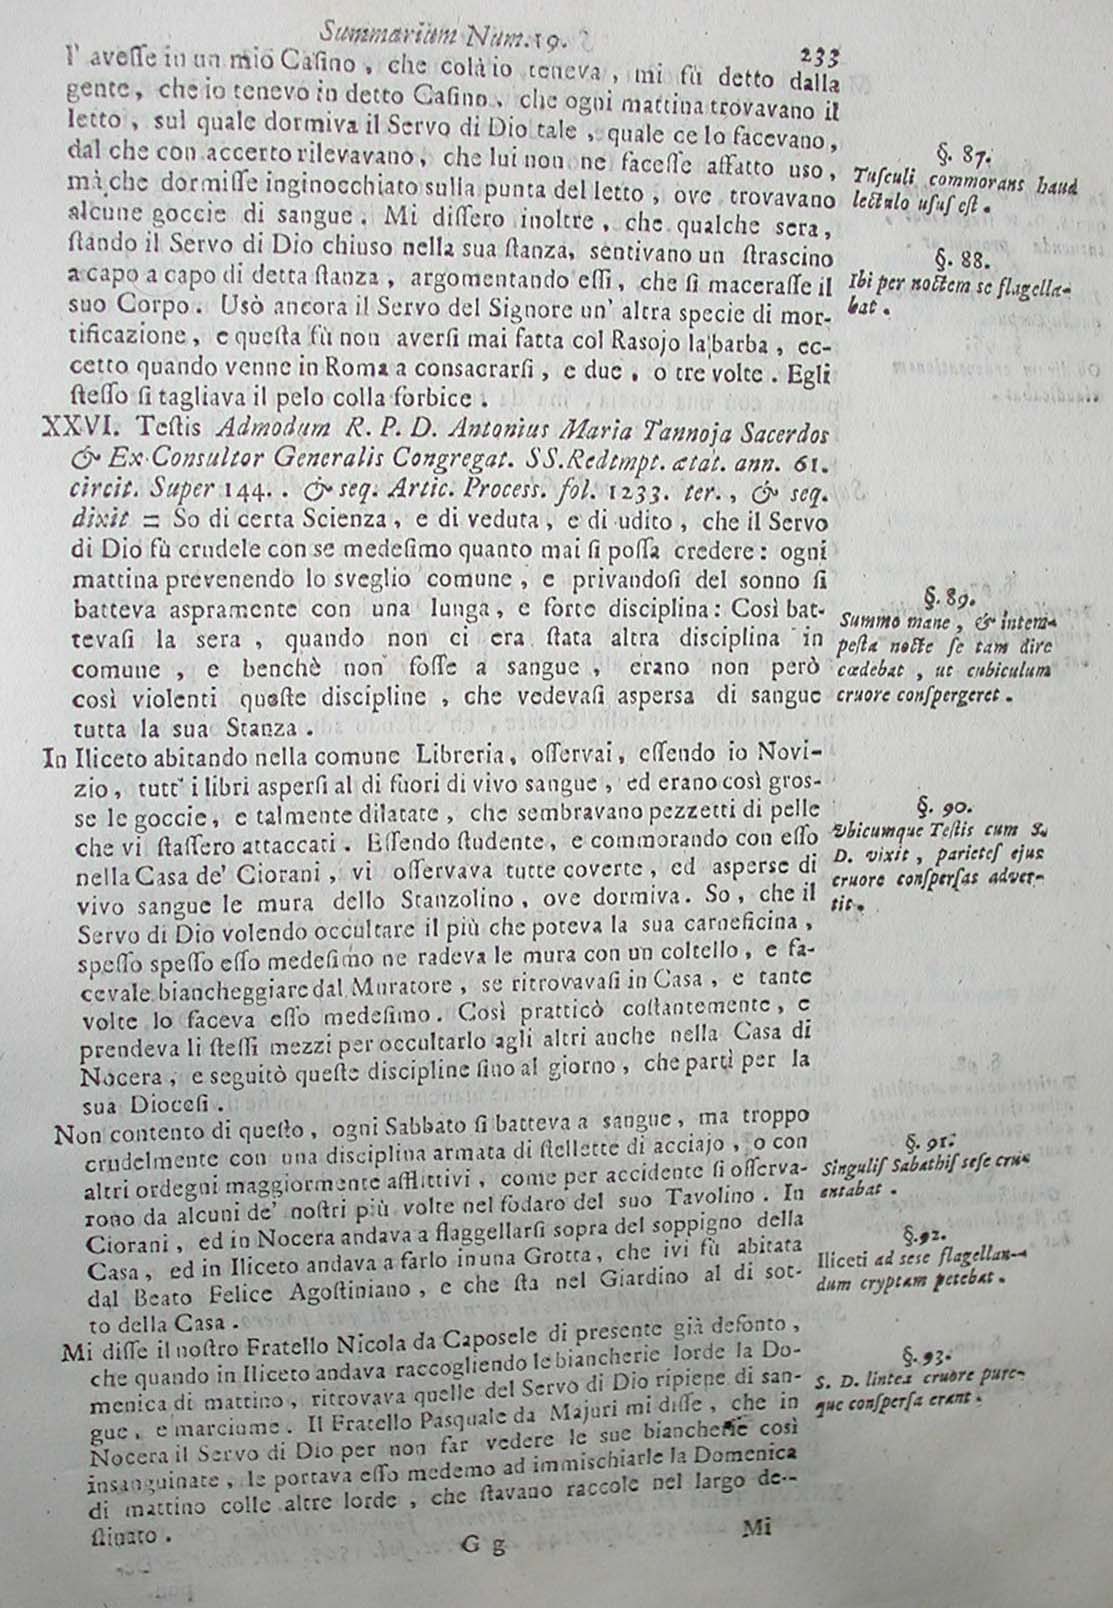 Summarium Num. 19.
233
l' aveſſe in un mio Caſino, che colà io teneva, mi fù detto dalla
gente, che io tenevo in detto Caſino, che ogni mattina trovavano il
letto, sul quale dormiva il Servo di Dio tale, quale ce lo facevano,
dal che con accerto rilevavano, che lui non ne faceſſe affatto uso,
mà che dormiſſe inginocchiato sulla punta del letto, ove trovavano
alcune goccie di sangue. Mi diſſero inoltre, che qualche sera,
ſtando il Servo di Dio chiuso nella sua ſtanza, sentivano un ſtrascino
a capo a capo di detta ſtanza, argomentando eſſi, che ſi maceraſſe il
suo Corpo. Usò ancora il Servo del Signore un' altra specie di mor-
tificazione, e queſta fù non averſi mai fatta col Rasojo la barba, ec-
cetto quando venne in Roma a consacrarſi, e due, o tre volte. Egli
ſteſſo ſi tagliava il pelo colla forbice.
XXVI. Teſtis Admodum R. P. D. Antonius Maria Tannoja Sacerdos
& Ex-Consultor Generalis Congregat. SS. Redempt. ætat. ann. 61.
circit. Super 144. . & seq. Artic. Process. fol. 1233. ter., & seq.
dixit = So di certa Scienza, e di veduta, e di udito, che il Servo
di Dio fù crudele con se medeſimo quanto mai ſi poſſa credere: ogni
mattina prevenendo lo sveglio comune, e privandoſi del sonno ſi
batteva aspramente con una lunga, e forte disciplina: Così bat-
tevaſi la sera, quando non ci era ſtata altra disciplina in
comune, e benchè non foſſe a sangue, erano non però
così violenti queſte discipline, che vedevaſi aspersa di sangue
tutta la sua Stanza.
In Iliceto abitando nella comune Libreria, oſſervai, eſſendo io Novi-
zio, tutt' i libri asperſi al di fuori di vivo sangue, ed erano così gros-
se le goccie, e talmente dilatate, che sembravano pezzetti di pelle
che vi ſtaſſero attaccati. Eſſendo ſtudente, e commorando con eſſo
nella Casa de' Ciorani, vi oſſervava tutte coverte, ed asperse di
vivo sangue le mura dello Stanzolino, ove dormiva. So, che il
Servo di Dio volendo occultare il più che poteva la sua carneficina,
speſſo speſſo eſſo medeſimo ne radeva le mura con un coltello, e fa-
cevale biancheggiare dal Muratore, se ritrovavaſi in Casa, e tante
volte lo faceva eſſo medeſimo. Così pratticò coſtantemente, e
prendeva li ſteſſi mezzi per occultarlo agli altri anche nella Casa di
Nocera, e seguitò queſte discipline ſino al giorno, che partì per la
sua Dioceſi.
Non contento di queſto, ogni Sabbato ſi batteva a sangue, ma troppo
crudelmente con una disciplina armata di ſtellette di acciajo, o con
altri ordegni maggiormente afflittivi, come per accidente ſi oſſerva-
rono da alcuni de' noſtri più volte nel fodaro del suo Tavolino. In
Ciorani, ed in Nocera andava a flaggellarſi sopra del soppigno della
Casa, ed in Iliceto andava a farlo in una Grotta, che ivi fù abitata
dal Beato Felice Agoſtiniano, e che ſta nel Giardino al di sot-
to della Casa.
Mi diſſe il noſtro Fratello Nicola da Caposele di presente già defonto,
che quando in Iliceto andava raccogliendo le biancherie lorde la Do-
menica di mattino, ritrovava quelle del Servo di Dio ripiene di san-
gue, e marciume. Il Fratello Pasquale da Majuri mi diſſe, che in
Nocera il Servo di Dio per non far vedere le sue biancherie così
insanguinate, le portava eſſo medemo ad immischiarle la Domenica
di mattino colle altre lorde, che ſtavano raccole nel largo de-
ſtinato.
G g
Mi
§. 87.
Tuſculi commorans haud
lectulo uſuſ eſt.
§. 88.
Ibi per noctem se flagella-
bat.
§. 89.
Summo mane, & intem-
peſta nocte ſe tam dire
cædebat, ut cubiculum
cruore conſpergeret.
§. 90.
Ubicumque Teſtis cum S.
D. vixit, parieteſ ejus
cruore conſperſas adver-
tit.
§. 91.
Singuliſ Sabathiſ seſe cru-
entabat.
§. 92.
Iliceti ad sese flagellan-
dum cryptam petebat.
§. 93.
S. D. lintea cruore pure-
que conſperſa erant.